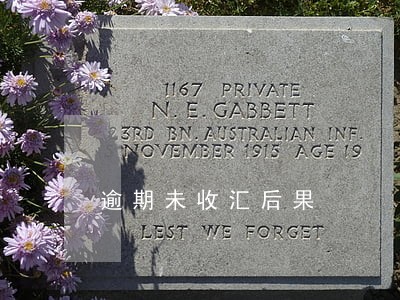 1167 PRIVATE
N. E. GABBETT
23RD BN. AUSTRALIAN INF.
NOVEMBER 1915 AGE 19
逾期未收汇后果
LEST WE FORGET